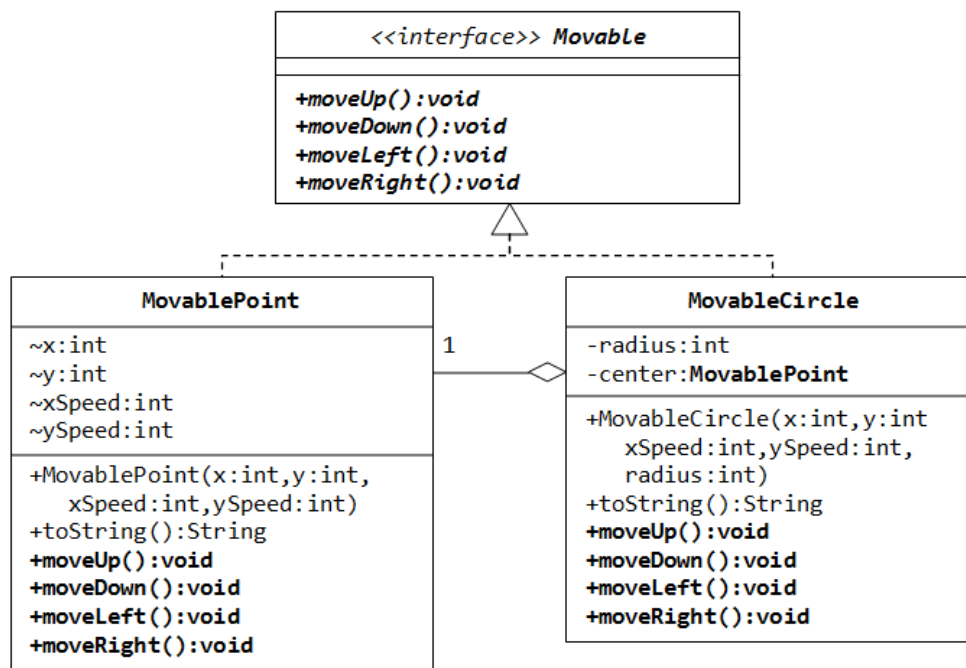 <<interface>> Movable
+moveUp():void
+moveDown():void
+moveLeft():void
+moveRight():void
MovablePoint
~x:int
~y:int
~xSpeed:int
~ySpeed:int
+MovablePoint(x:int,y:int,
xSpeed:int,ySpeed:int)
+toString():String
+moveUp():void
+moveDown():void
+moveLeft():void
+moveRight():void
1
MovableCircle
-radius:int
-center:MovablePoint
+MovableCircle(x:int,y:int
xSpeed:int,ySpeed:int,
radius:int)
+toString():String
+moveUp():void
+moveDown():void
+moveLeft():void
+moveRight():void